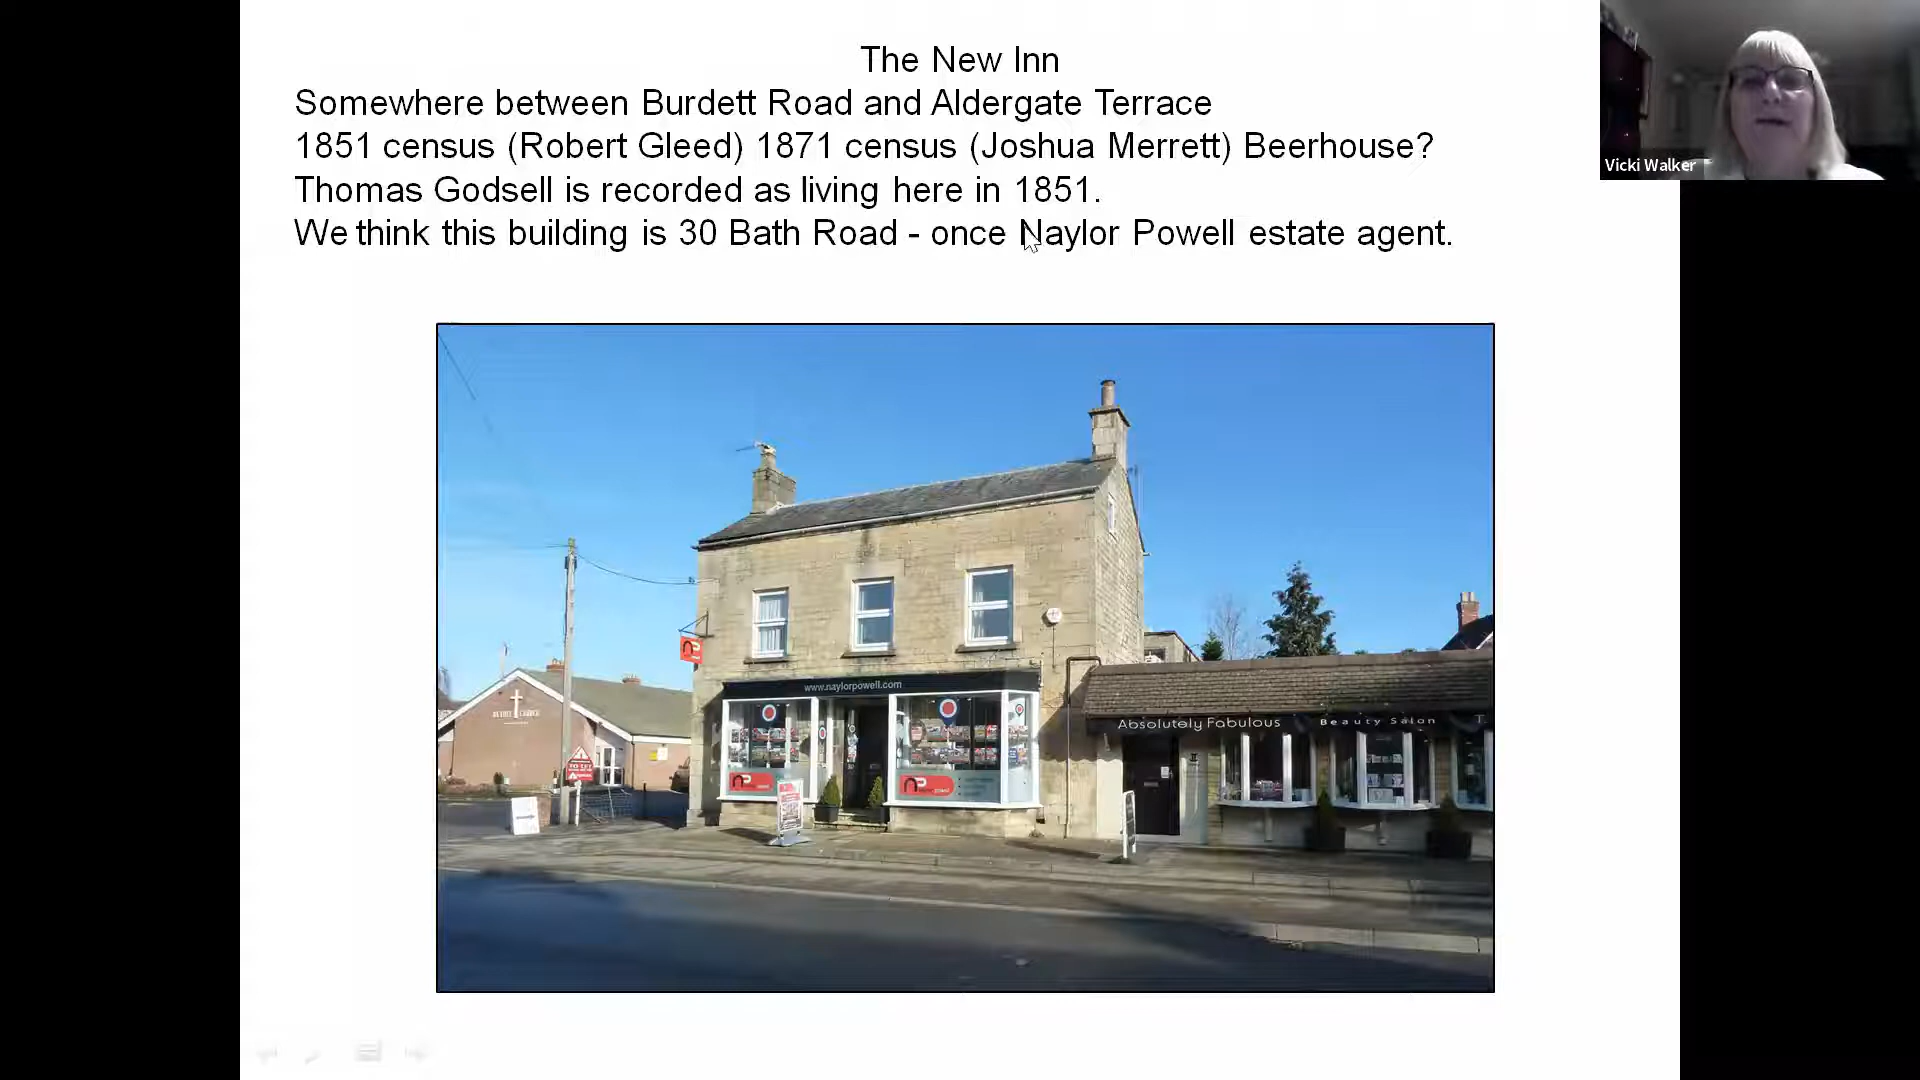 The New Inn
Somewhere between Burdett Road and Aldergate Terrace
1851 census (Robert Gleed) 1871 census (Joshua Merrett) Beerhouse?
Thomas Godsell is recorded as living here in 1851.
We think this building is 30 Bath Road - once Naylor Powell estate agent.
Vicki Walker
www.naylorpowell.com
Absolutely Fabulous
Beauty Salon
T
TO LET